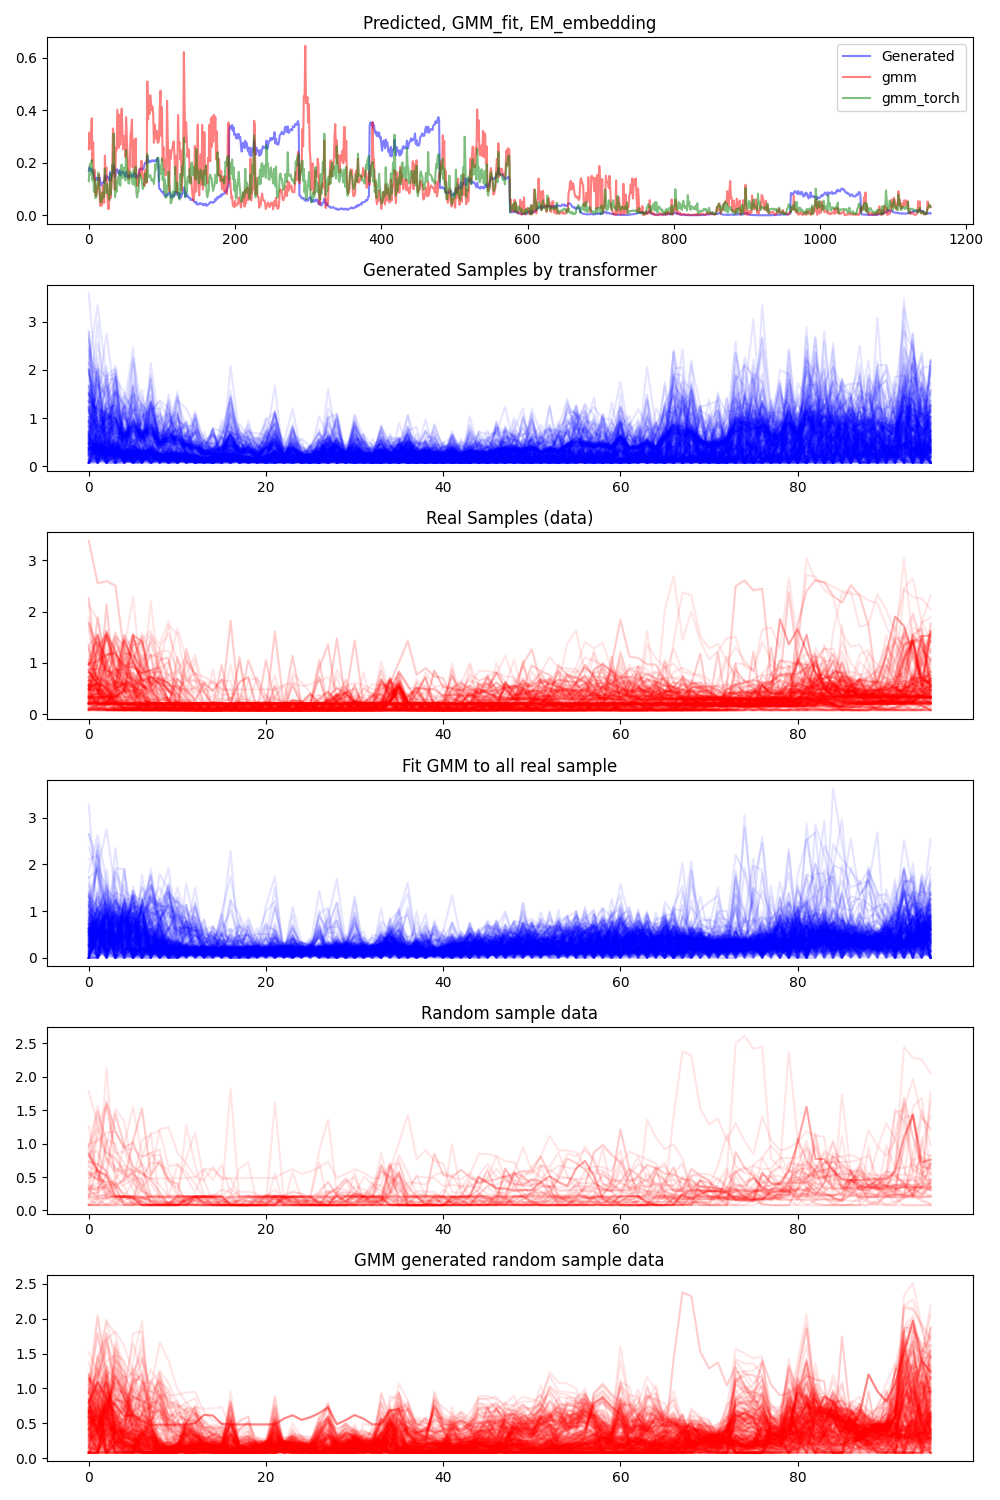 Predicted, GMM_fit, EM_embedding
0.6
0.4
0.2
0.0
Generated
gmm
gmm_torch
0 200 400 600 800 1000 1200
Generated Samples by transformer
3
2
1
0
0 20 40 60 80
Real Samples (data)
3
2
1
0
0 20 40 60 80
Fit GMM to all real sample
3
2
1
0
0 20 40 60 80
Random sample data
2.5
2.0
1.5
1.0
0.5
0.0
0 20 40 60 80
GMM generated random sample data
2.5
2.0
1.5
1.0
0.5
0.0
0 20 40 60 80